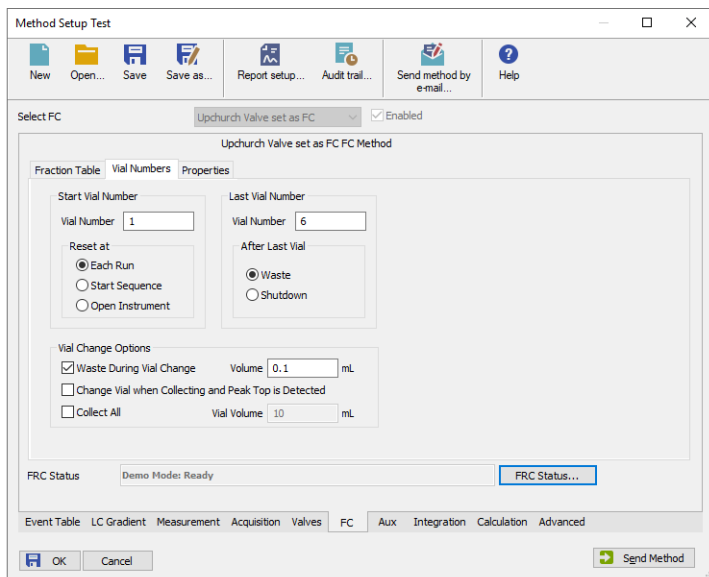 Method Setup Test
New Open... Save Save as... Report setup... Audit trail... Send method by e-mail... Help
Select FC Upchurch Valve set as FC Enabled
Upchurch Valve set as FC FC Method
Fraction Table Vial Numbers Properties
Start Vial Number Last Vial Number
Vial Number 1 Vial Number 6
Reset at After Last Vial
Each Run
Waste
Start Sequence
Shutdown
Open Instrument
Vial Change Options
Waste During Vial Change Volume 0.1 mL
Change Vial when Collecting and Peak Top is Detected
Collect All Vial Volume 10 mL
FRC Status Demo Mode: Ready FRC Status...
Event Table LC Gradient Measurement Acquisition Valves FC Aux Integration Calculation Advanced
OK Cancel Send Method